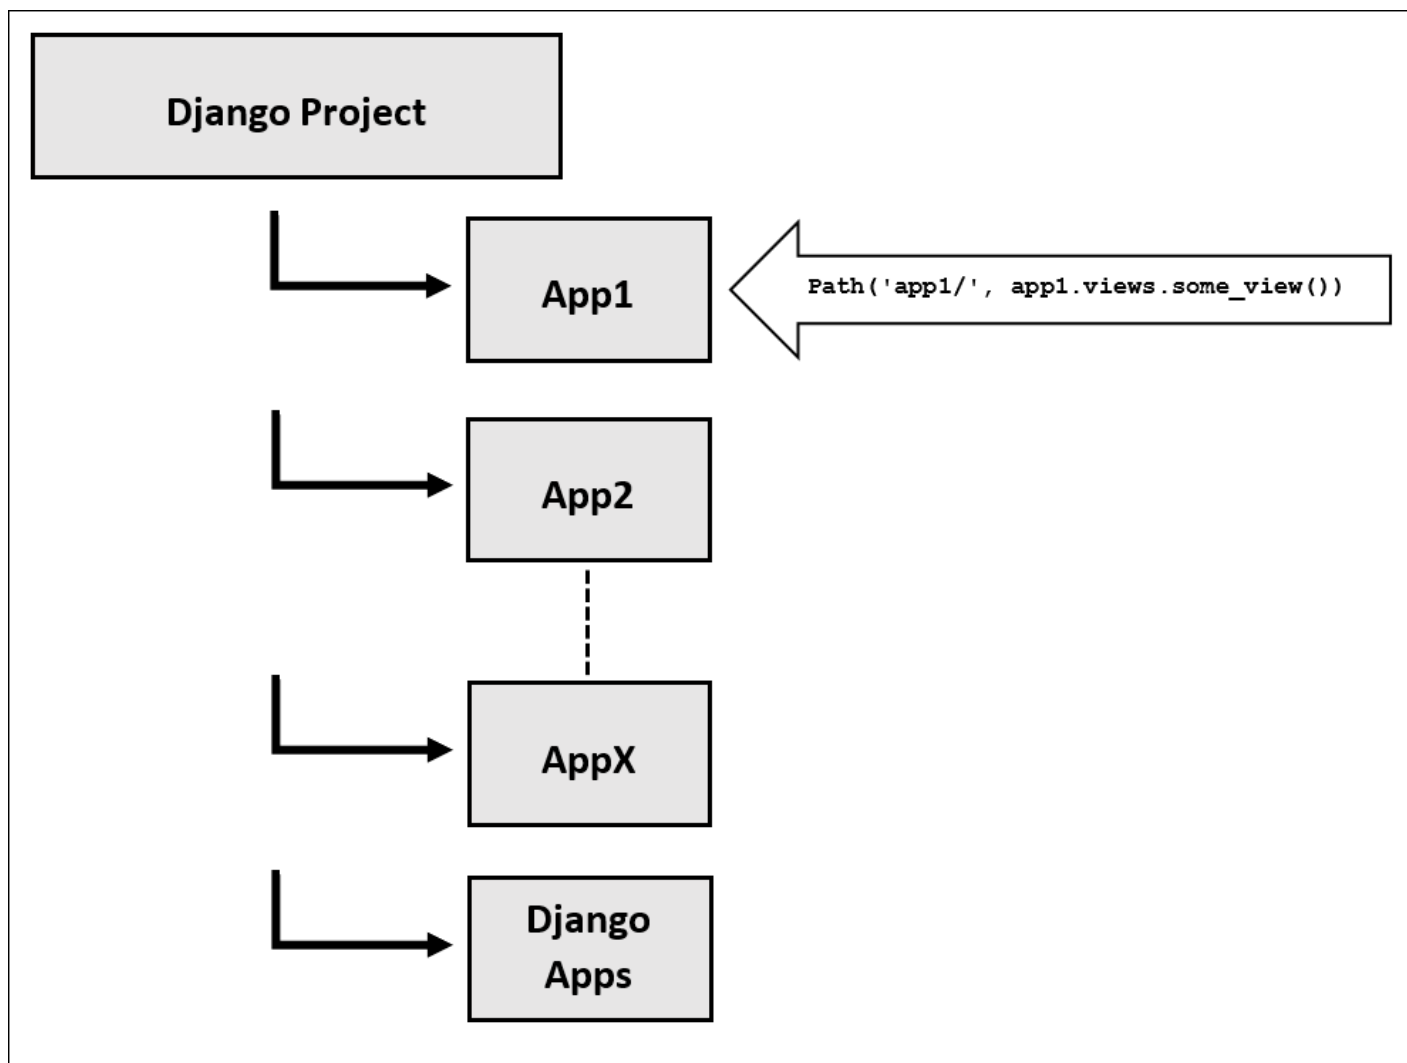 Django Project
App1
Path('app1/', app1.views.some_view())
App2
AppX
Django
Apps